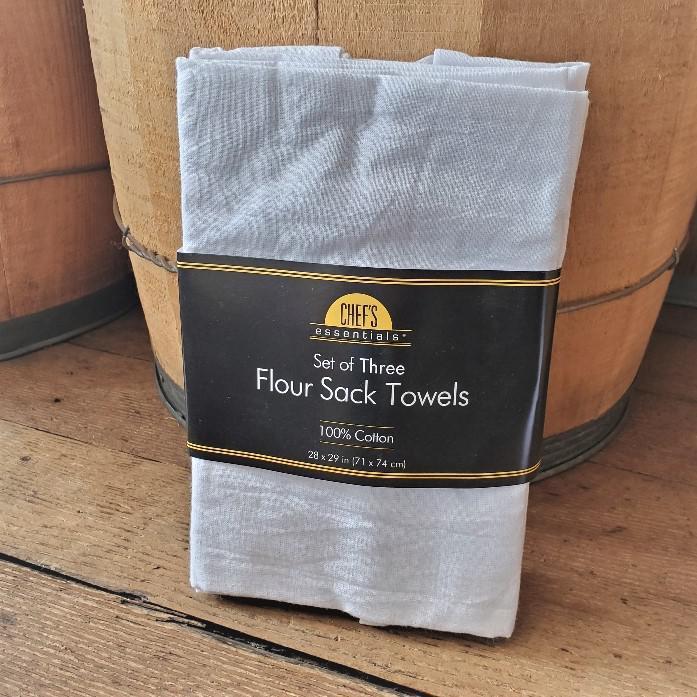 CHEF'S
essentials®
Set of Three
Flour Sack Towels
100% Cotton
28 x 29 in (71 x 74 cm)